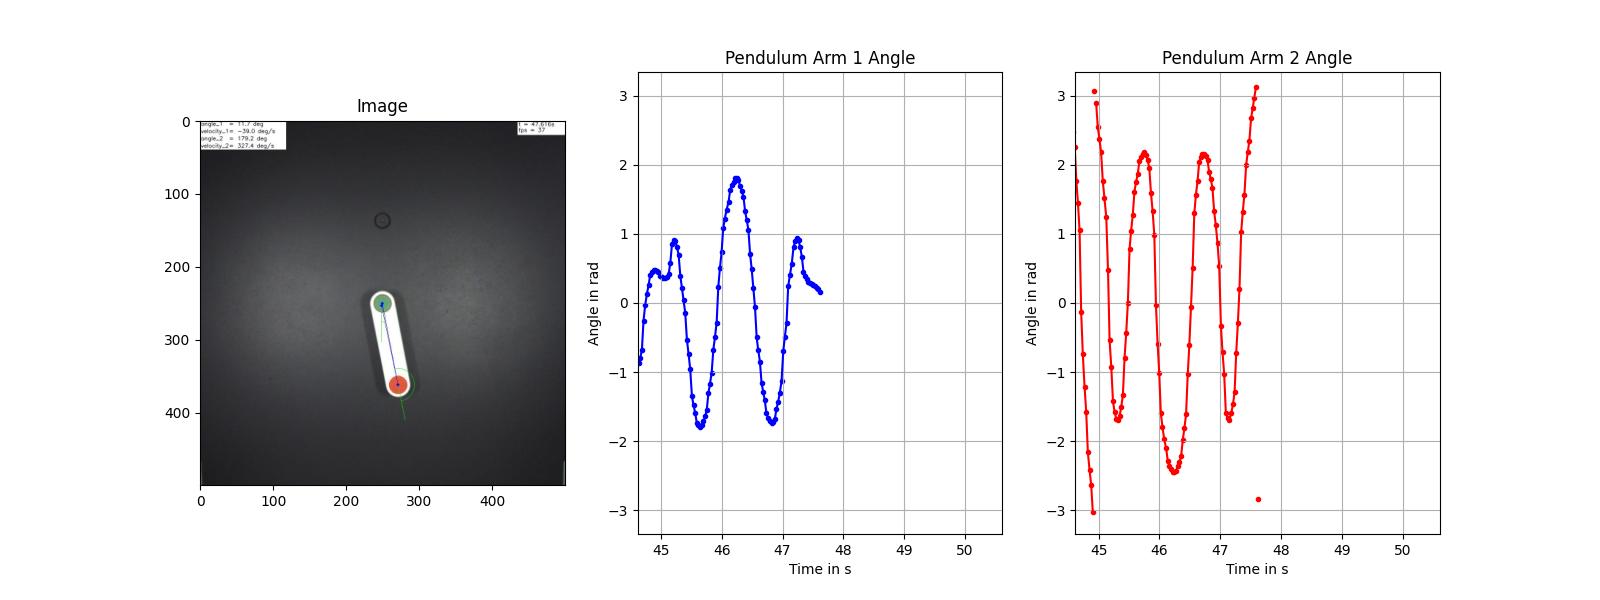 Image
angle_1 = 11.7 deg
velocity_1= -39.0 deg/s
angle_2 = 179.2 deg
velocity_2= 327.4 deg/s
t = 47.616s
fps = 37
0
100
200
300
400
0 100 200 300 400
Pendulum Arm 1 Angle
Angle in rad
3
2
1
0
−1
−2
−3
45 46 47 48 49 50
Time in s
Pendulum Arm 2 Angle
Angle in rad
3
2
1
0
−1
−2
−3
45 46 47 48 49 50
Time in s